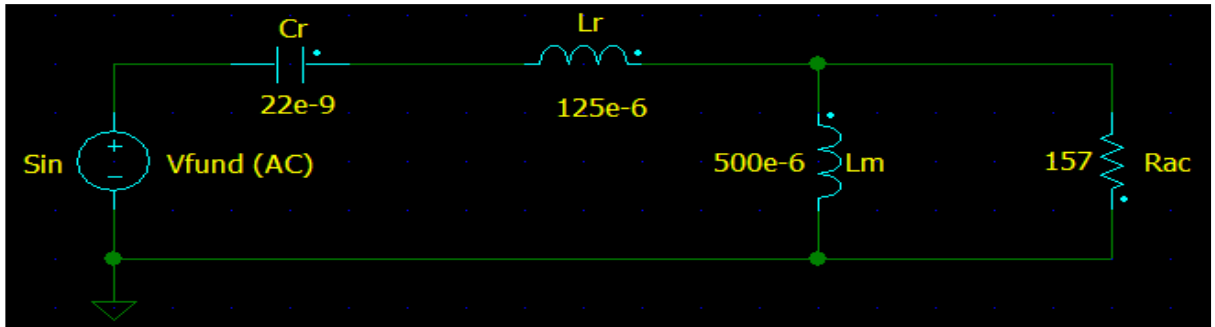 Cr
Lr
22e-9
125e-6
Sin
+
−
Vfund (AC)
500e-6
Lm
157
Rac